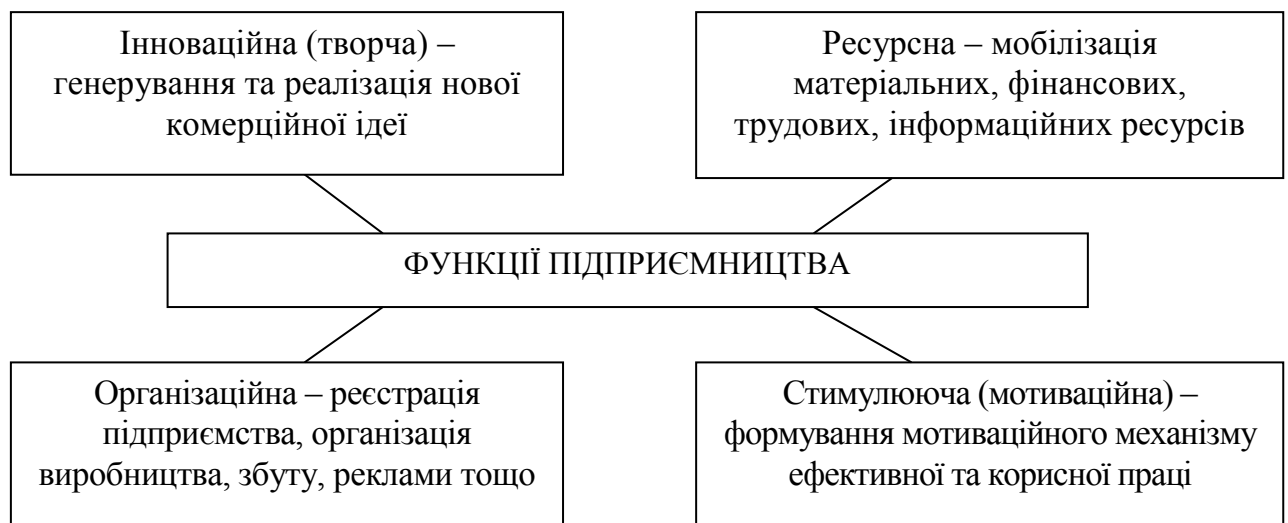 Інноваційна (творча) –
генерування та реалізація нової
комерційної ідеї
Ресурсна – мобілізація
матеріальних, фінансових,
трудових, інформаційних ресурсів
ФУНКЦІЇ ПІДПРИЄМНИЦТВА
Організаційна – реєстрація
підприємства, організація
виробництва, збуту, реклами тощо
Стимулююча (мотиваційна) –
формування мотиваційного механізму
ефективної та корисної праці